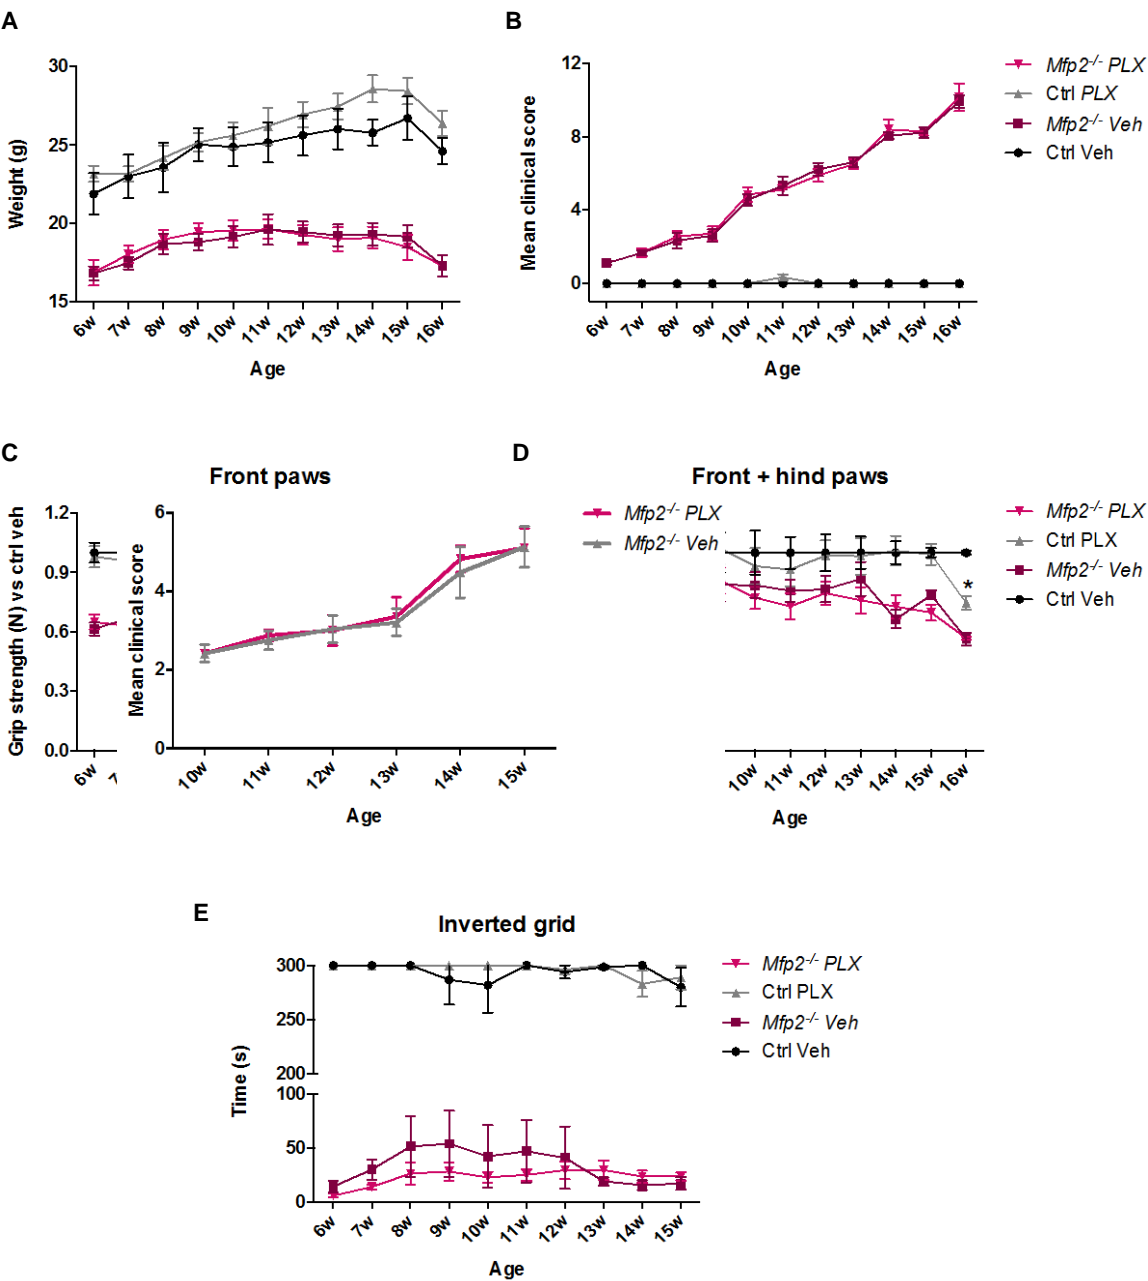 A
Weight (g)
30
25
20
15
6w 7w 8w 9w 10w 11w 12w 13w 14w 15w 16w
Age
B
Mean clinical score
12
8
4
0
6w 7w 8w 9w 10w 11w 12w 13w 14w 15w 16w
Age
Mfp2-/- PLX
Ctrl PLX
Mfp2-/- Veh
Ctrl Veh
C
Front paws
Grip strength (N) vs ctrl veh
1.2
0.9
0.6
0.3
0.0
6w
Mean clinical score
6
4
2
0
10w 11w 12w 13w 14w 15w
Age
Mfp2-/- PLX
Mfp2-/- Veh
D
Front + hind paws
*
10w 11w 12w 13w 14w 15w 16w
Age
Mfp2-/- PLX
Ctrl PLX
Mfp2-/- Veh
Ctrl Veh
E
Inverted grid
Time (s)
300
250
200
100
50
0
6w 7w 8w 9w 10w 11w 12w 13w 14w 15w
Age
Mfp2-/- PLX
Ctrl PLX
Mfp2-/- Veh
Ctrl Veh